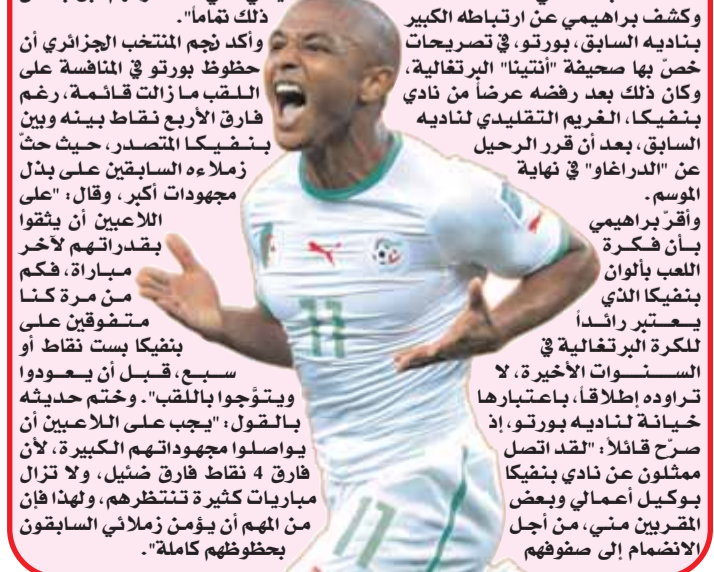 وكشف براهيمي عن ارتباطه الكبير
بناديه السابق، بورتو، في تصريحات
خصّ بها صحيفة "أنتينا" البرتغالية،
وكان ذلك بعد رفضه عرضاً من نادي
بنفيكا، الغريم التقليدي لناديه
السابق، بعد أن قرر الرحيل
عن "الدراغاو" في نهاية
الموسم.
وأقرّ براهيمي
بأن فكرة
اللعب بألوان
بنفيكا الذي
يعتبر رائداً
للكرة البرتغالية في
السنوات الأخيرة، لا
تراوده إطلاقاً، باعتبارها
خيانة لناديه بورتو، إذ
صرّح قائلاً: "لقد اتصل
ممثلون عن نادي بنفيكا
بوكيل أعمالي وبعض
المقربين مني، من أجل
الانضمام إلى صفوفهم
ذلك تماماً".
وأكد نجم المنتخب الجزائري أن
حظوظ بورتو في المنافسة على
اللقب ما زالت قائمة، رغم
فارق الأربع نقاط بينه وبين
بنفيكا المتصدر، حيث حثّ
زملاءه السابقين على بذل
مجهودات أكبر، وقال: "على
اللاعبين أن يثقوا
بقدراتهم لآخر
مباراة، فكم
من مرة كنا
متفوقين على
بنفيكا بست نقاط أو
سبع، قبل أن يعودوا
ويتوَّجوا باللقب". وختم حديثه
بالقول: "يجب على اللاعبين أن
يواصلوا مجهوداتهم الكبيرة، لأن
فارق 4 نقاط فارق ضئيل، ولا تزال
مباريات كثيرة تنتظرهم، ولهذا فإن
من المهم أن يؤمن زملائي السابقون
بحظوظهم كاملة".
11
11